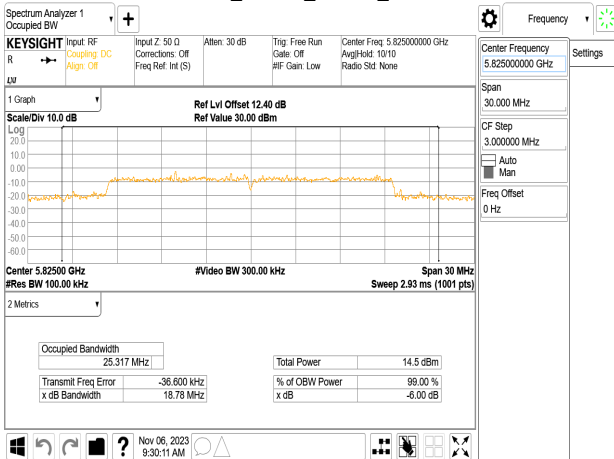 Spectrum Analyzer 1
Occupied BW
Frequency
KEYSIGHT
R
LXI
Input: RF
Coupling: DC
Align: Off
Input Z: 50 Ω
Corrections: Off
Freq Ref: Int (S)
Atten: 30 dB
Trig: Free Run
Gate: Off
#IF Gain: Low
Center Freq: 5.825000000 GHz
Avg|Hold: 10/10
Radio Std: None
Center Frequency
5.825000000 GHz
Settings
Span
30.000 MHz
CF Step
3.000000 MHz
Auto
Man
Freq Offset
0 Hz
1 Graph
Scale/Div 10.0 dB
Ref Lvl Offset 12.40 dB
Ref Value 30.00 dBm
Log
20.0
10.0
0.00
-10.0
-20.0
-30.0
-40.0
-50.0
-60.0
Center 5.82500 GHz
#Video BW 300.00 kHz
Span 30 MHz
#Res BW 100.00 kHz
Sweep 2.93 ms (1001 pts)
2 Metrics
Occupied Bandwidth
25.317 MHz
Total Power 14.5 dBm
Transmit Freq Error -36.600 kHz
% of OBW Power 99.00 %
x dB Bandwidth 18.78 MHz
x dB -6.00 dB
?
Nov 06, 2023
9:30:11 AM